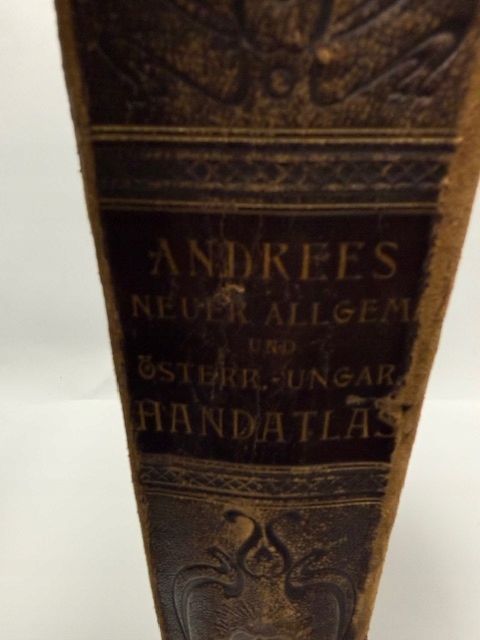 ANDREES
NEUER ALLGEM.
UND
ÖSTERR.-UNGAR.
HANDATLAS